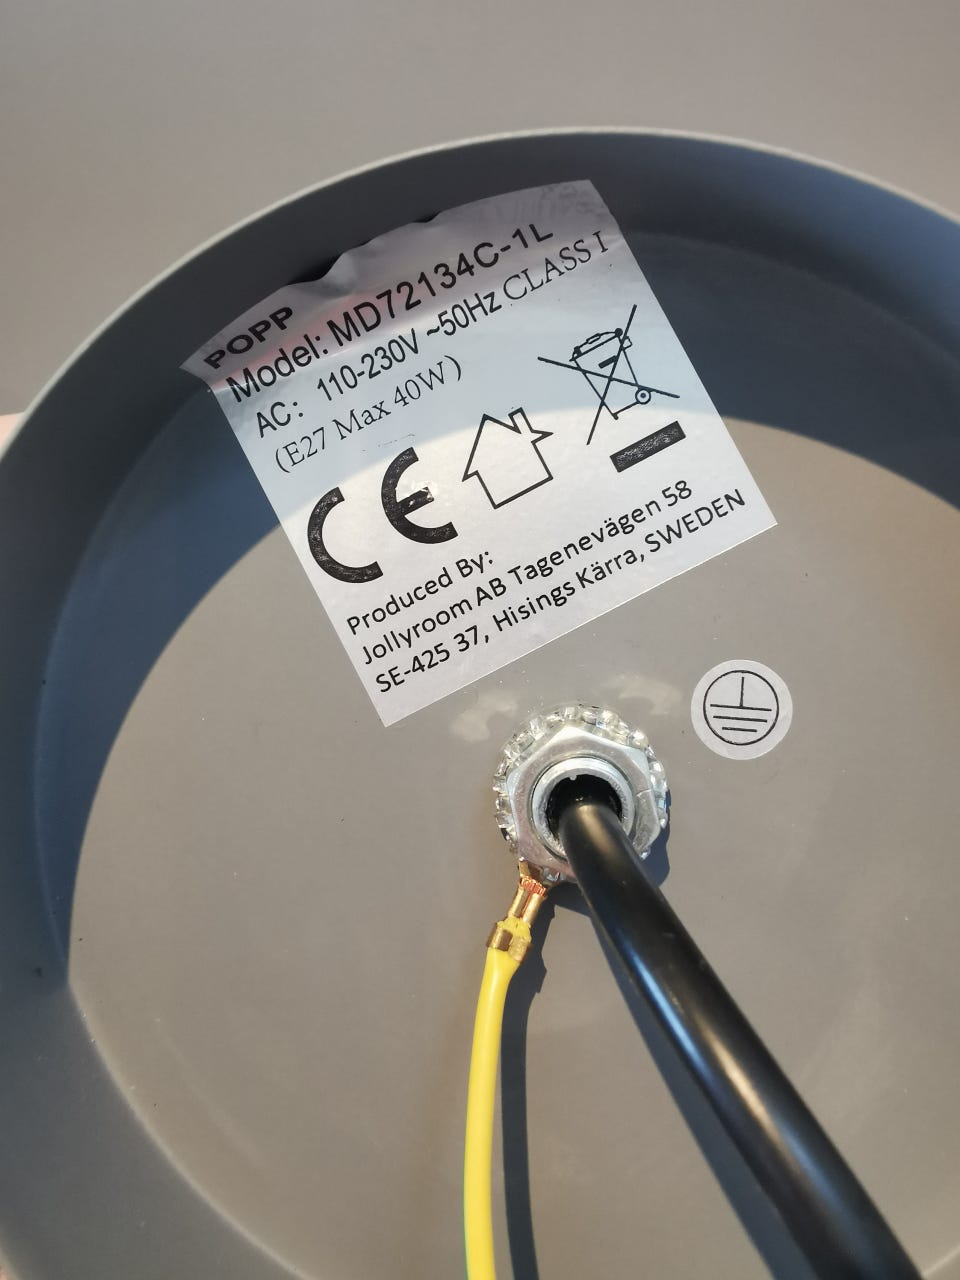 POPP
Model: MD72134C-1L
AC: 110-230V ~50Hz CLASS I
(E27 Max 40W)
CE
Produced By:
Jollyroom AB Tagenevägen 58
SE-425 37, Hisings Kärra, SWEDEN